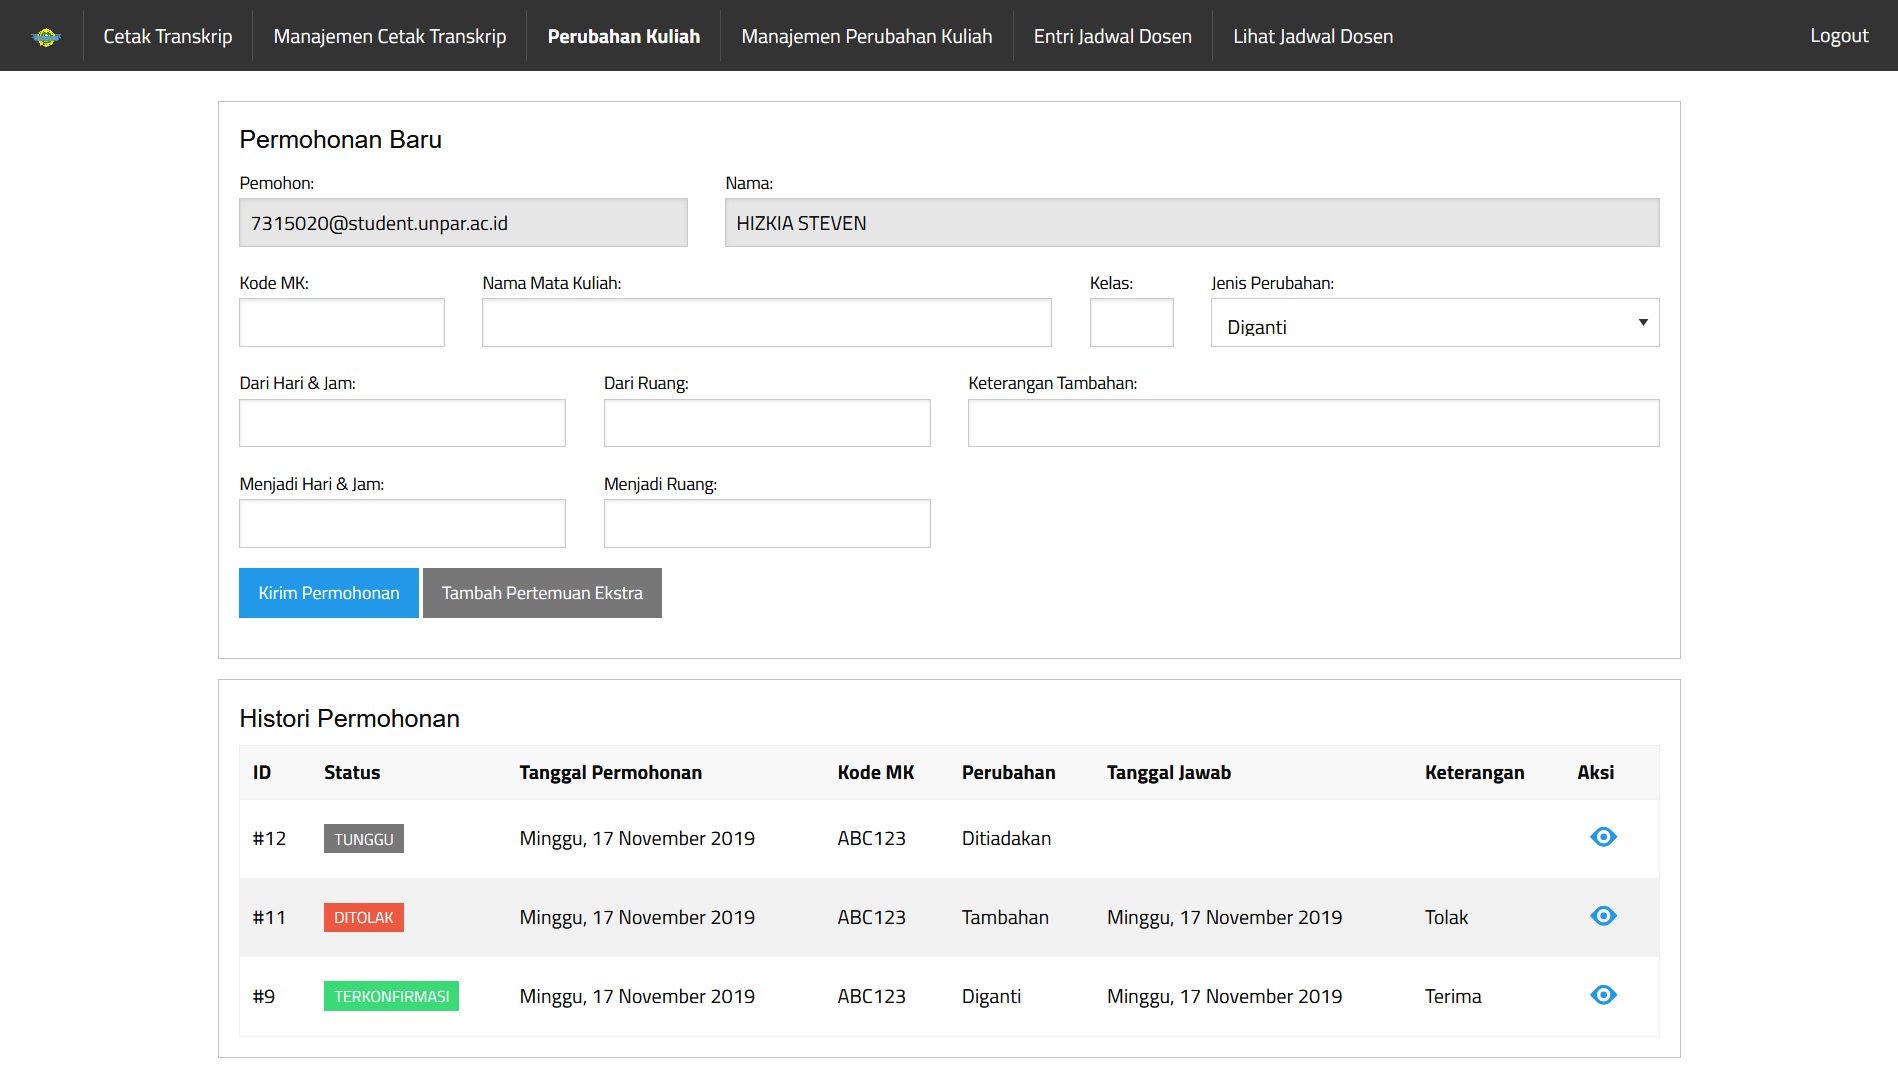 Cetak Transkrip Manajemen Cetak Transkrip Perubahan Kuliah Manajemen Perubahan Kuliah Entri Jadwal Dosen Lihat Jadwal Dosen Logout
Permohonan Baru
Pemohon: Nama:
7315020@student.unpar.ac.id HIZKIA STEVEN
Kode MK: Nama Mata Kuliah: Kelas: Jenis Perubahan:
Diganti
Dari Hari & Jam: Dari Ruang: Keterangan Tambahan:
Menjadi Hari & Jam: Menjadi Ruang:
Kirim Permohonan Tambah Pertemuan Ekstra
Histori Permohonan
ID Status Tanggal Permohonan Kode MK Perubahan Tanggal Jawab Keterangan Aksi
#12 TUNGGU Minggu, 17 November 2019 ABC123 Ditiadakan
#11 DITOLAK Minggu, 17 November 2019 ABC123 Tambahan Minggu, 17 November 2019 Tolak
#9 TERKONFIRMASI Minggu, 17 November 2019 ABC123 Diganti Minggu, 17 November 2019 Terima